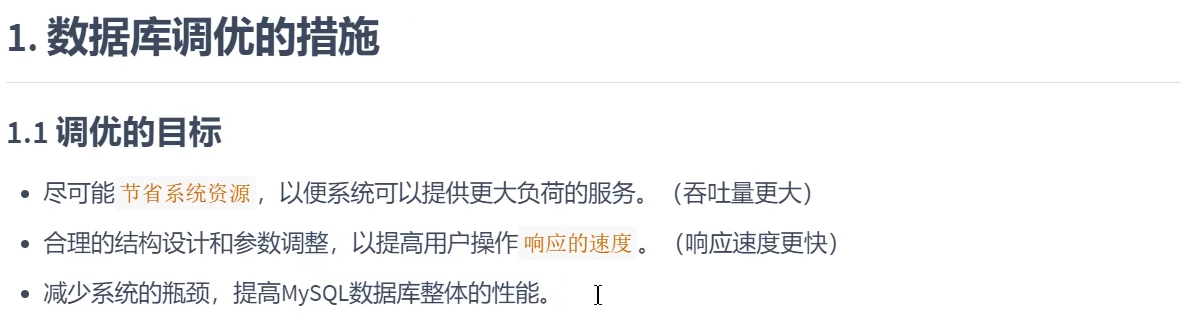 1. 数据库调优的措施
1.1 调优的目标
• 尽可能节省系统资源，以便系统可以提供更大负荷的服务。（吞吐量更大）
• 合理的结构设计和参数调整，以提高用户操作响应的速度。（响应速度更快）
• 减少系统的瓶颈，提高MySQL数据库整体的性能。